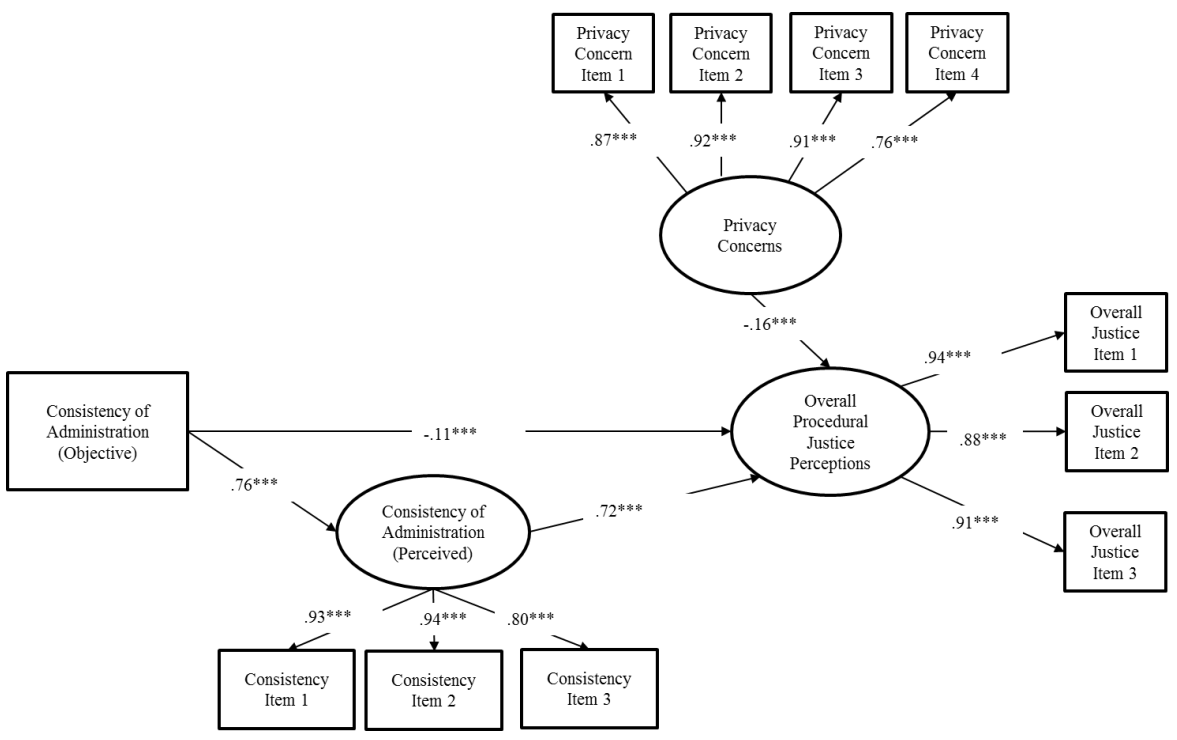 Privacy
Concern
Item 1
Privacy
Concern
Item 2
Privacy
Concern
Item 3
Privacy
Concern
Item 4
.87***
.92***
.91***
.76***
Privacy
Concerns
-.16***
Overall
Justice
Item 1
.94***
Consistency of
Administration
(Objective)
-.11***
Overall
Procedural
Justice
Perceptions
.88***
Overall
Justice
Item 2
.76***
Consistency of
Administration
(Perceived)
.72***
.91***
Overall
Justice
Item 3
.93***
.94***
.80***
Consistency
Item 1
Consistency
Item 2
Consistency
Item 3